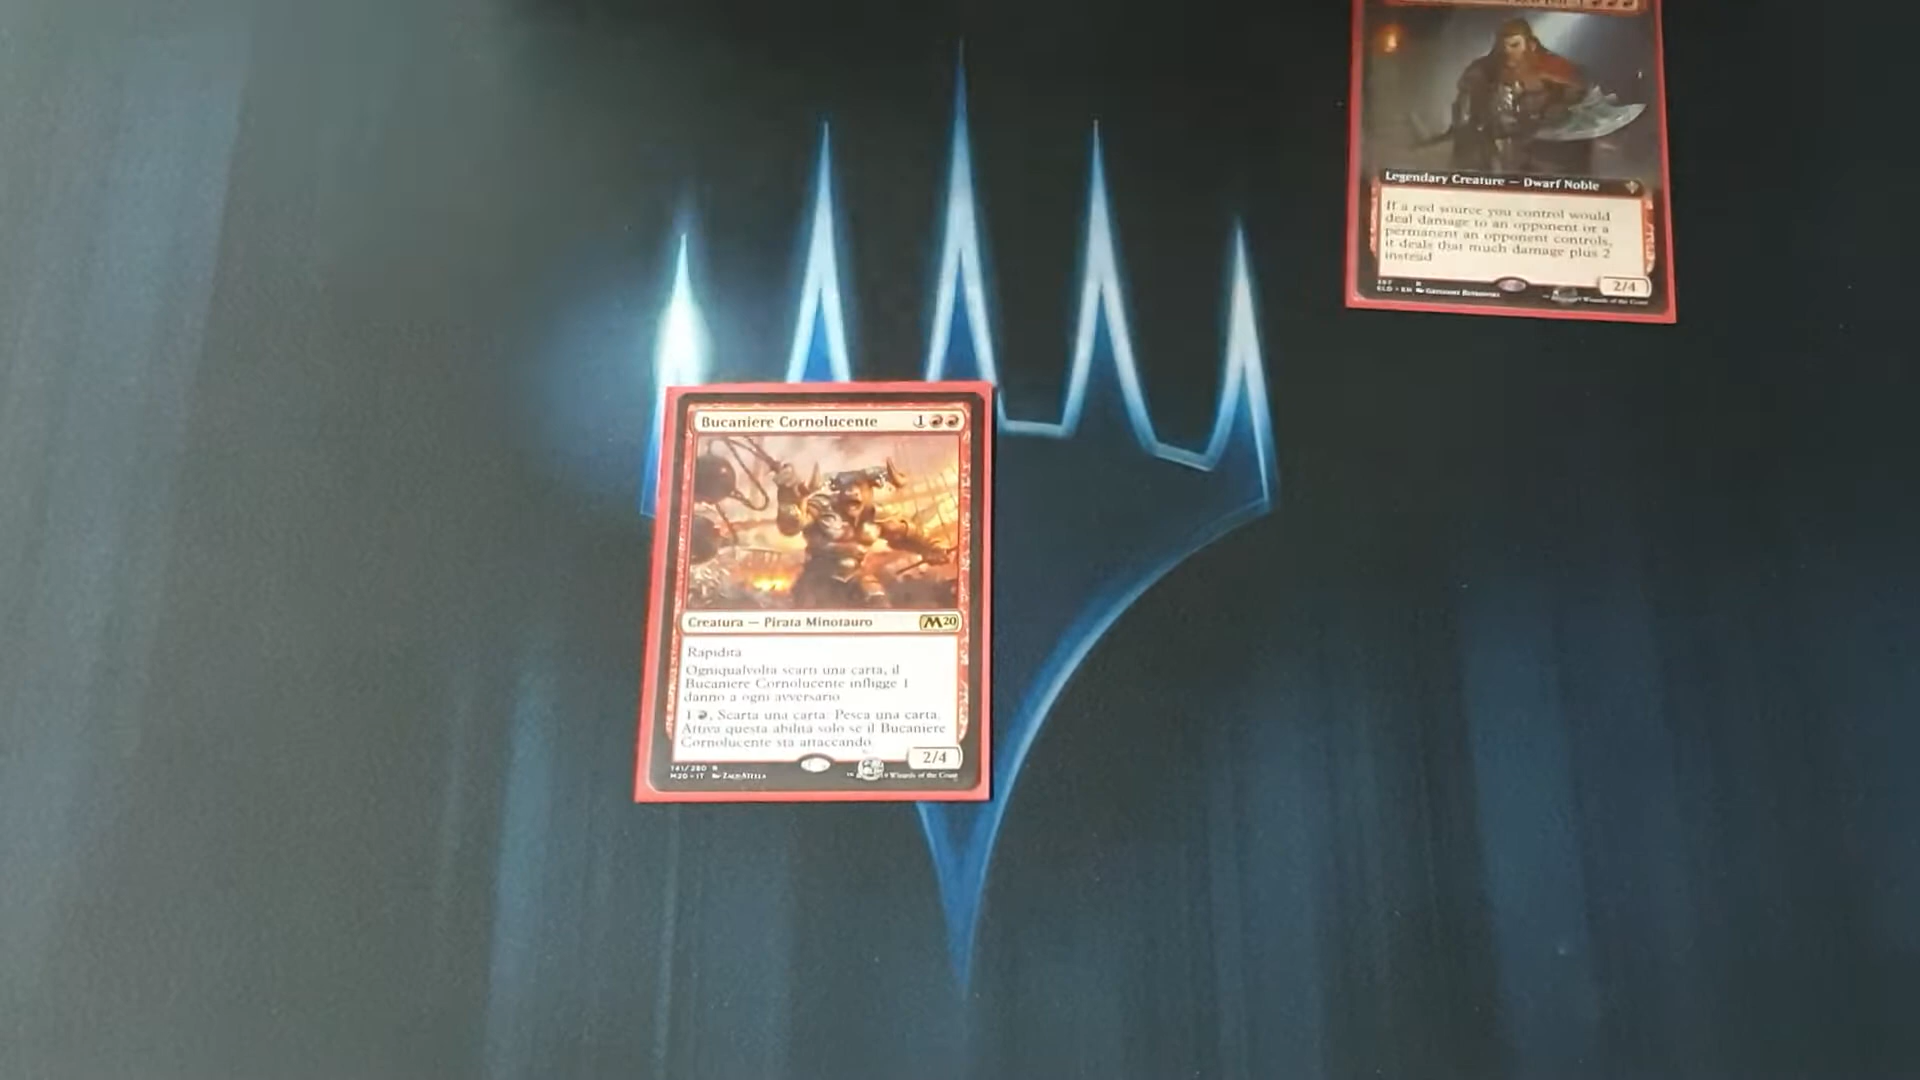 Legendary Creature — Dwarf Noble
If a red source you control would
deal damage to an opponent or a
permanent an opponent controls,
it deals that much damage plus 2
instead
2/4
ELD • EN
Bucaniere Cornolucente 1
Creatura — Pirata Minotauro M20
Rapidità
Ogniqualvolta scarti una carta, il
Bucaniere Cornolucente infligge 1
danno a ogni avversario
1 , Scarta una carta: Pesca una carta.
Attiva questa abilità solo se il Bucaniere
Cornolucente sta attaccando.
2/4
141/280 R
M20 • IT Zack Stella
Wizards of the Coast